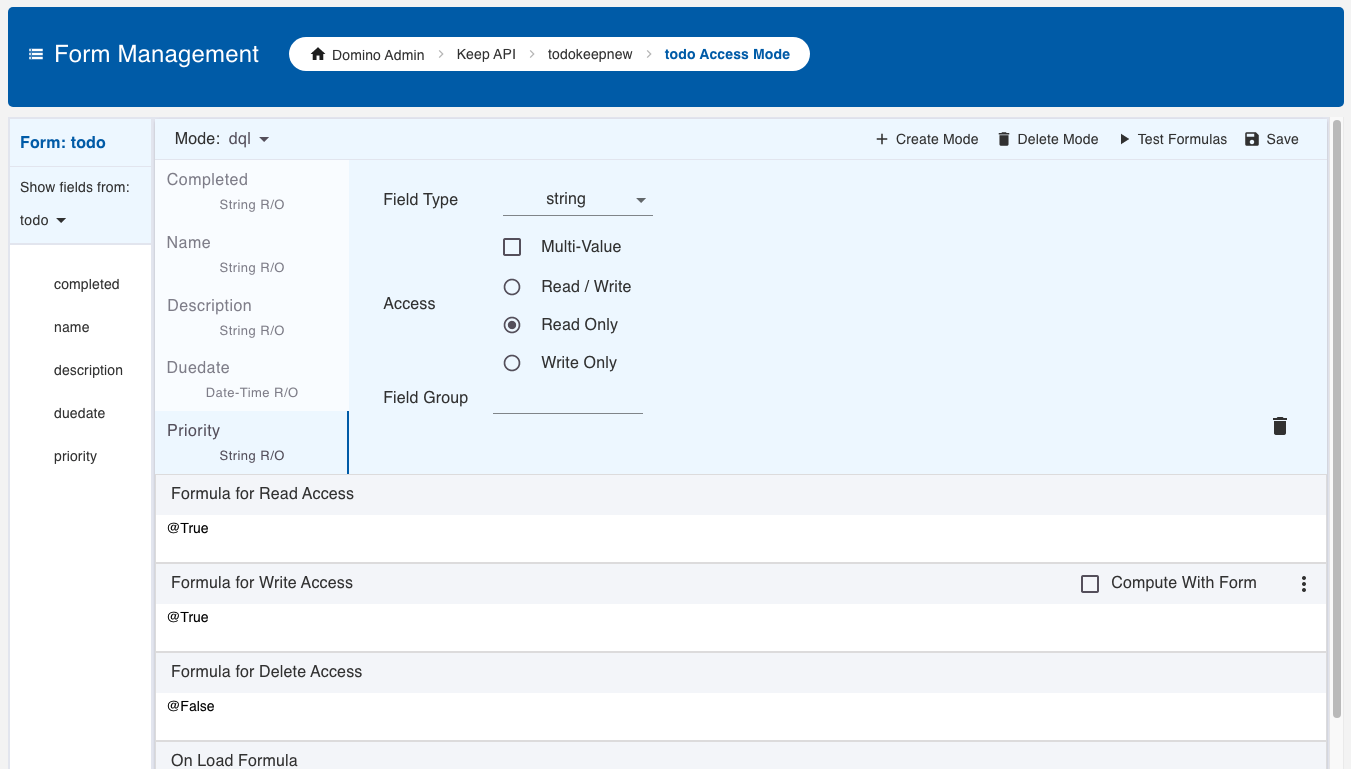 Form Management
Domino Admin > Keep API > todokeepnew > todo Access Mode
Form: todo
Show fields from:
todo
completed
name
description
duedate
priority
Mode: dql
Create Mode
Delete Mode
Test Formulas
Save
Completed
String R/O
Name
String R/O
Description
String R/O
Duedate
Date-Time R/O
Priority
String R/O
Field Type string
Multi-Value
Access
Read / Write
Read Only
Write Only
Field Group
Formula for Read Access
@True
Formula for Write Access
Compute With Form
@True
Formula for Delete Access
@False
On Load Formula